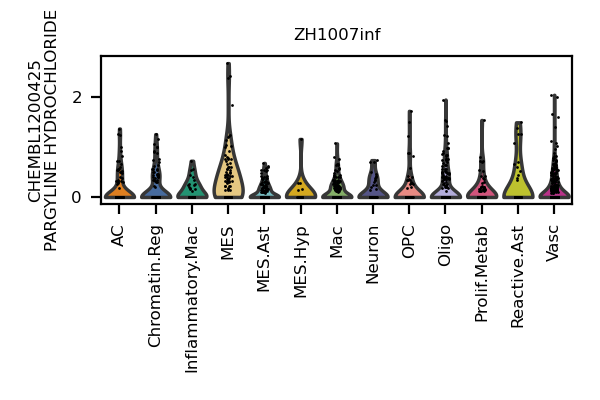 ZH1007inf
CHEMBL1200425
PARGYLINE HYDROCHLORIDE
2
0
AC
Chromatin.Reg
Inflammatory.Mac
MES
MES.Ast
MES.Hyp
Mac
Neuron
OPC
Oligo
Prolif.Metab
Reactive.Ast
Vasc